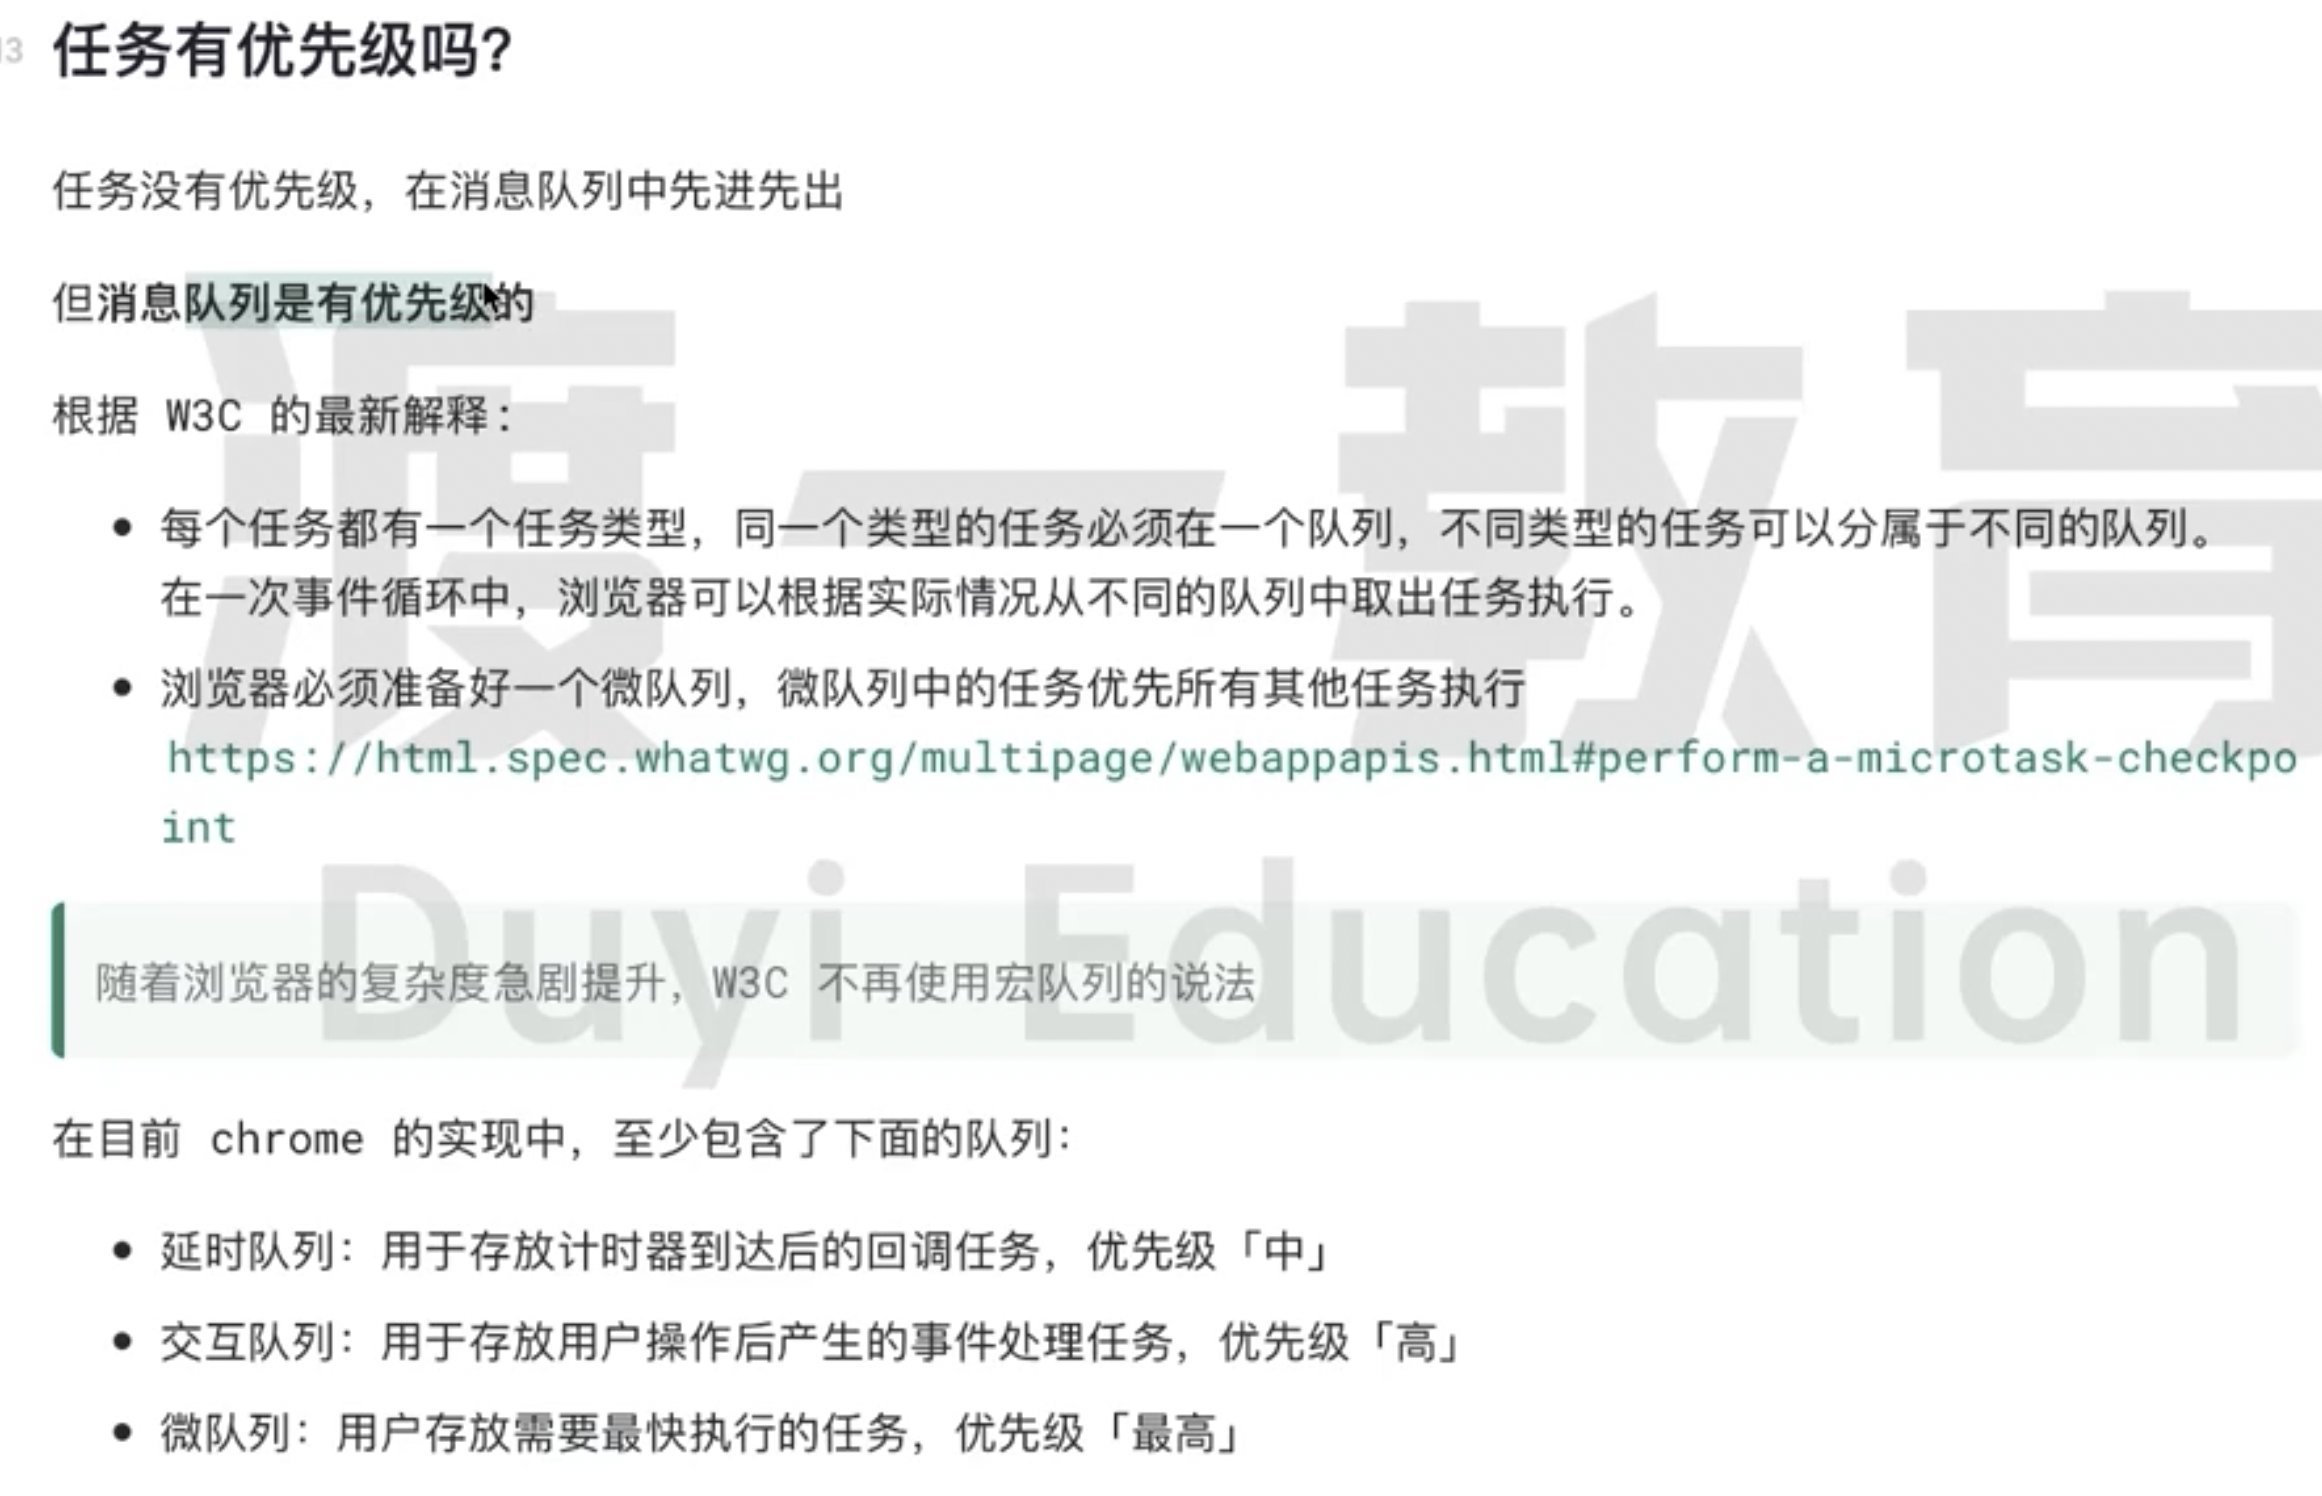 任务有优先级吗?
任务没有优先级，在消息队列中先进先出
但消息队列是有优先级的
根据 W3C 的最新解释:
每个任务都有一个任务类型，同一个类型的任务必须在一个队列，不同类型的任务可以分属于不同的队列。
在一次事件循环中，浏览器可以根据实际情况从不同的队列中取出任务执行。
浏览器必须准备好一个微队列，微队列中的任务优先所有其他任务执行
https://html.spec.whatwg.org/multipage/webappapis.html#perform-a-microtask-checkpo
int
随着浏览器的复杂度急剧提升，W3C 不再使用宏队列的说法
在目前 chrome 的实现中，至少包含了下面的队列：
延时队列：用于存放计时器到达后的回调任务，优先级「中」
交互队列：用于存放用户操作后产生的事件处理任务，优先级「高」
微队列：用户存放需要最快执行的任务，优先级「最高」
渡一教育
Duyi Education